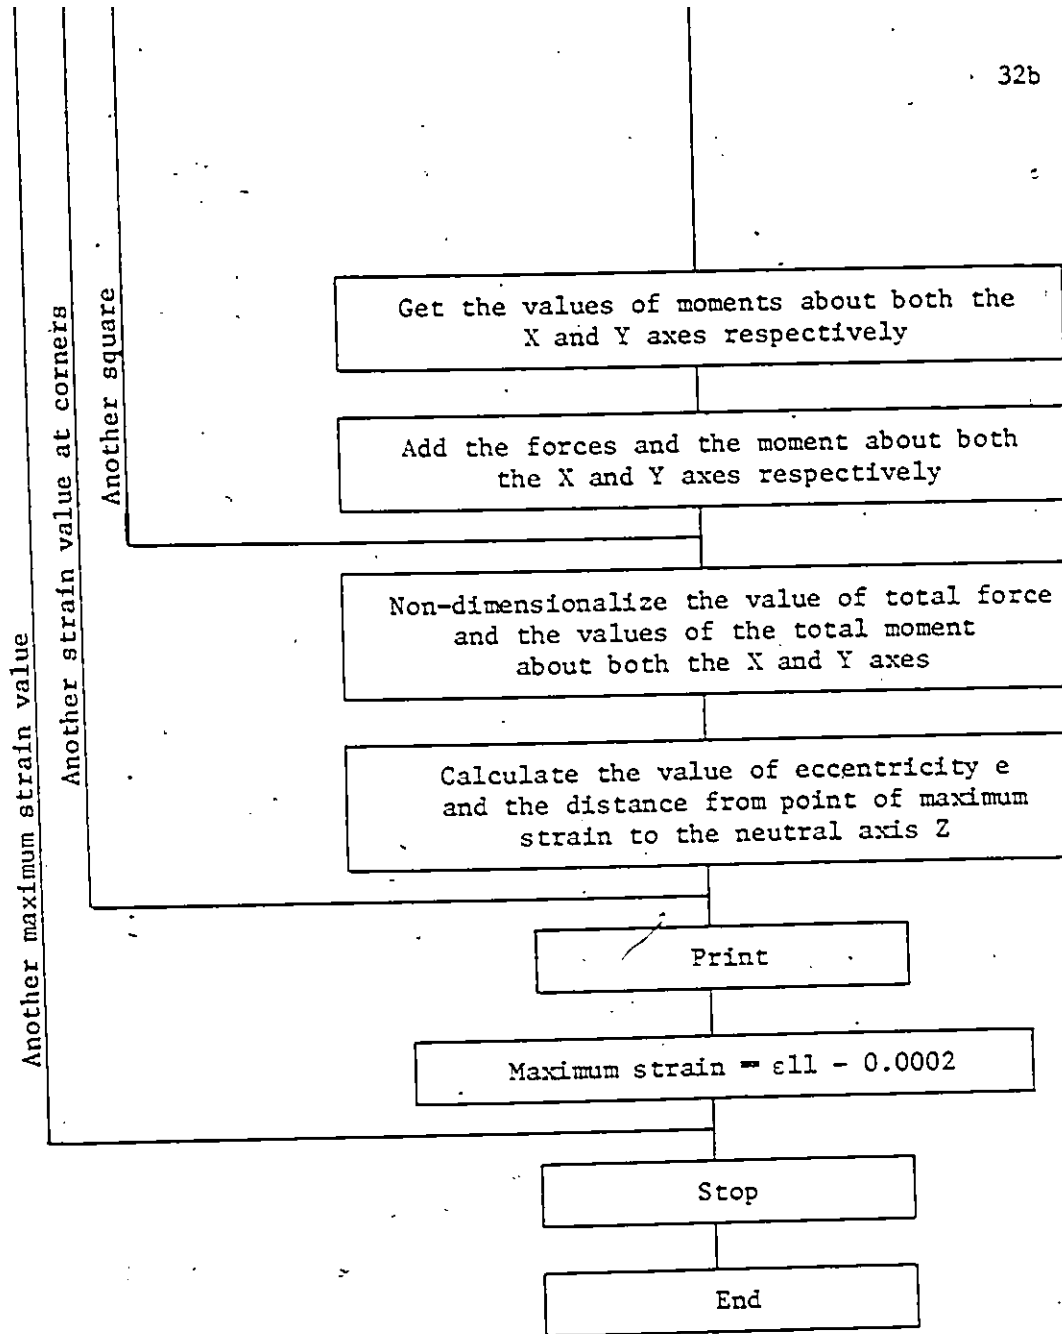 32b
Another maximum strain value
Another strain value at corners
Another square
Get the values of moments about both the
X and Y axes respectively
Add the forces and the moment about both
the X and Y axes respectively
Non-dimensionalize the value of total force
and the values of the total moment
about both the X and Y axes
Calculate the value of eccentricity e
and the distance from point of maximum
strain to the neutral axis Z
Print
Maximum strain = ε11 - 0.0002
Stop
End